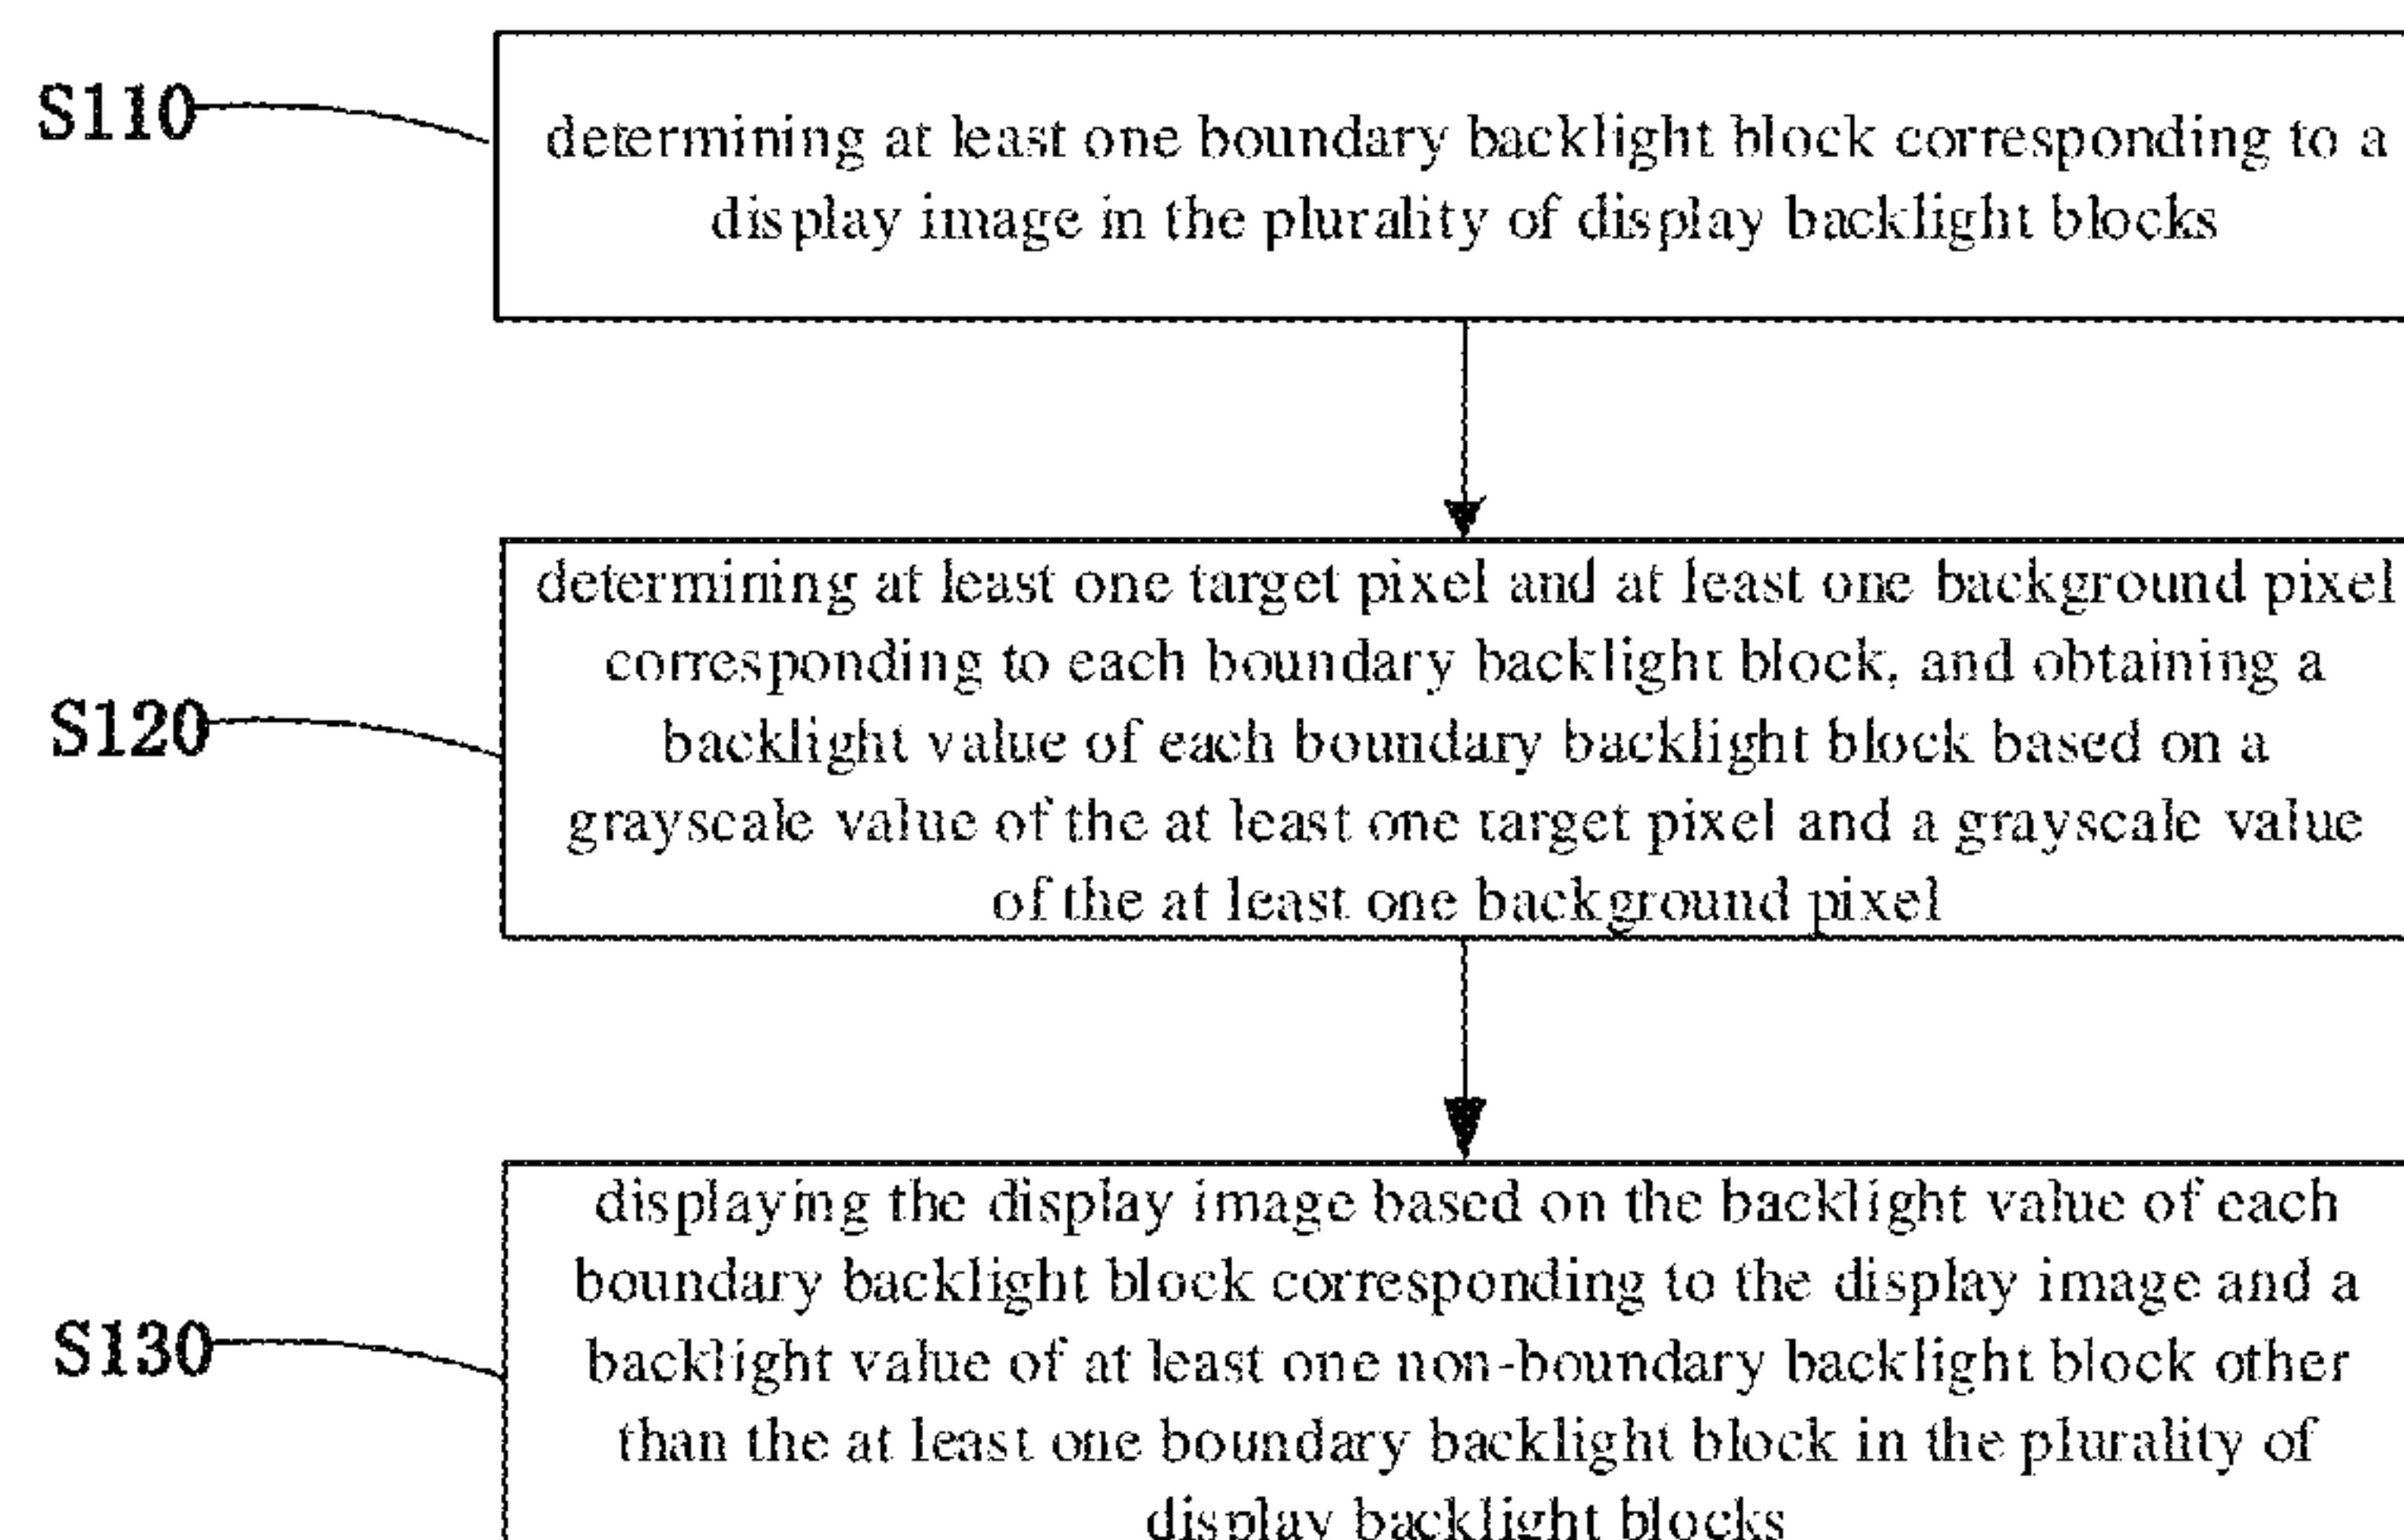 S110
determining at least one boundary backlight block corresponding to a
display image in the plurality of display backlight blocks
determining at least one target pixel and at least one background pixel
corresponding to each boundary backlight block, and obtaining a
S120
backlight value of each boundary backlight block based on a
grayscale value of the at least one target pixel and a grayscale value
of the at least one background pixel
displaying the display image based on the backlight value of each
boundary backlight block corresponding to the display image and a
S130
backlight value of at least one non-boundary backlight block other
than the at least one boundary backlight block in the plurality of
display backlight blocks